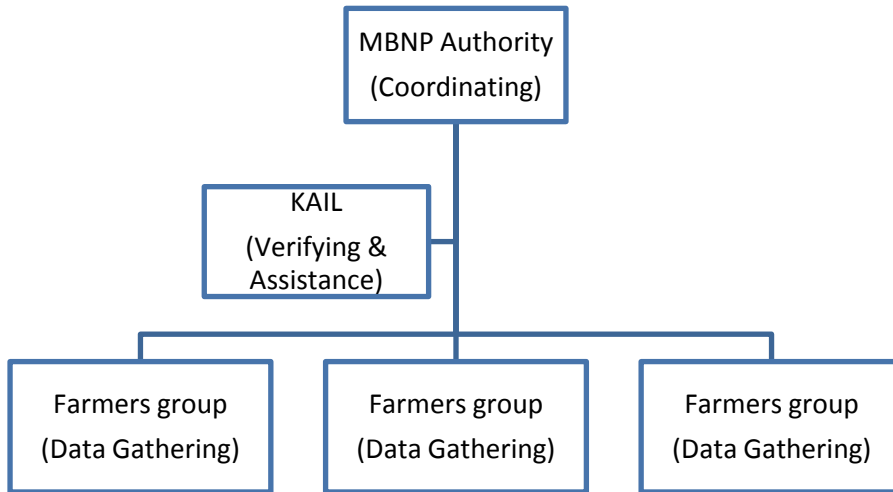 MBNP Authority
(Coordinating)
KAIL
(Verifying &
Assistance)
Farmers group
(Data Gathering)
Farmers group
(Data Gathering)
Farmers group
(Data Gathering)